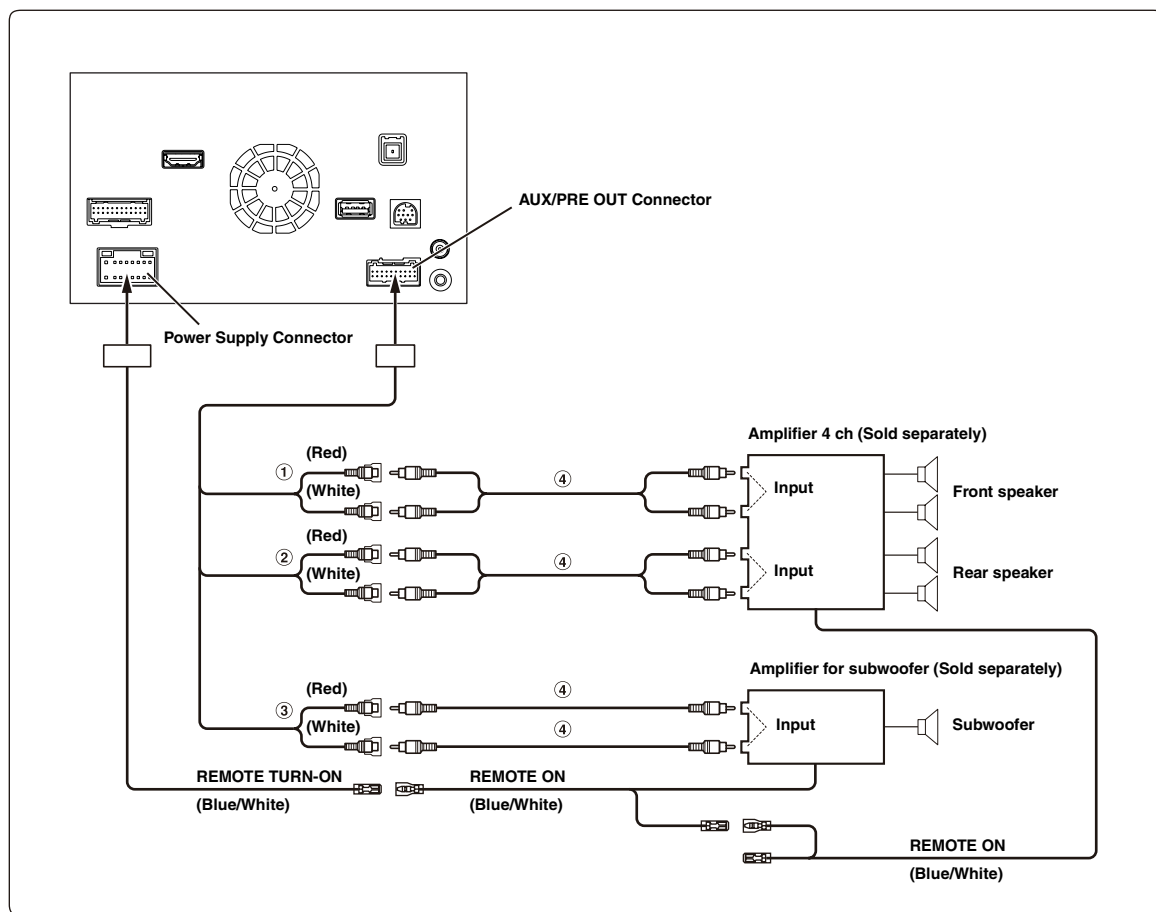 AUX/PRE OUT Connector
Power Supply Connector
Amplifier 4 ch (Sold separately)
(Red)
①
④
(White)
Input
Front speaker
(Red)
②
④
(White)
Input
Rear speaker
Amplifier for subwoofer (Sold separately)
(Red)
④
③
(White)
④
Input
Subwoofer
REMOTE TURN-ON
(Blue/White)
REMOTE ON
(Blue/White)
REMOTE ON
(Blue/White)